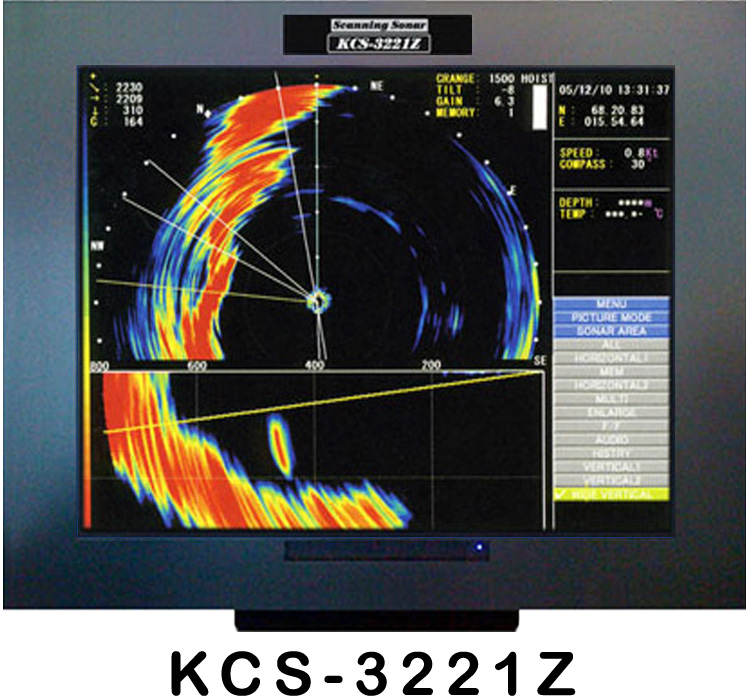 Scanning Sonar
KCS-3221Z
2230
2209
310
164
N
NE
E
NW
SE
CRANGE: 1500 HOIST
TILT : -8
GAIN : 6.3
MEMORY: 1
05/12/10 13:31:37
N : 68.20.83
E : 015.54.64
SPEED : 0.8Kt
COMPASS : 30°
DEPTH : ****m
TEMP : ***.*- ℃
MENU
PICTURE MODE
SONAR AREA
ALL
HORIZONTAL1
MEM
HORIZONTAL2
MULTI
ENLARGE
F/F
AUDIO
HISTRY
VERTICAL1
VERTICAL2
✓ WIDE VERTICAL
800 600 400 200
KCS-3221Z